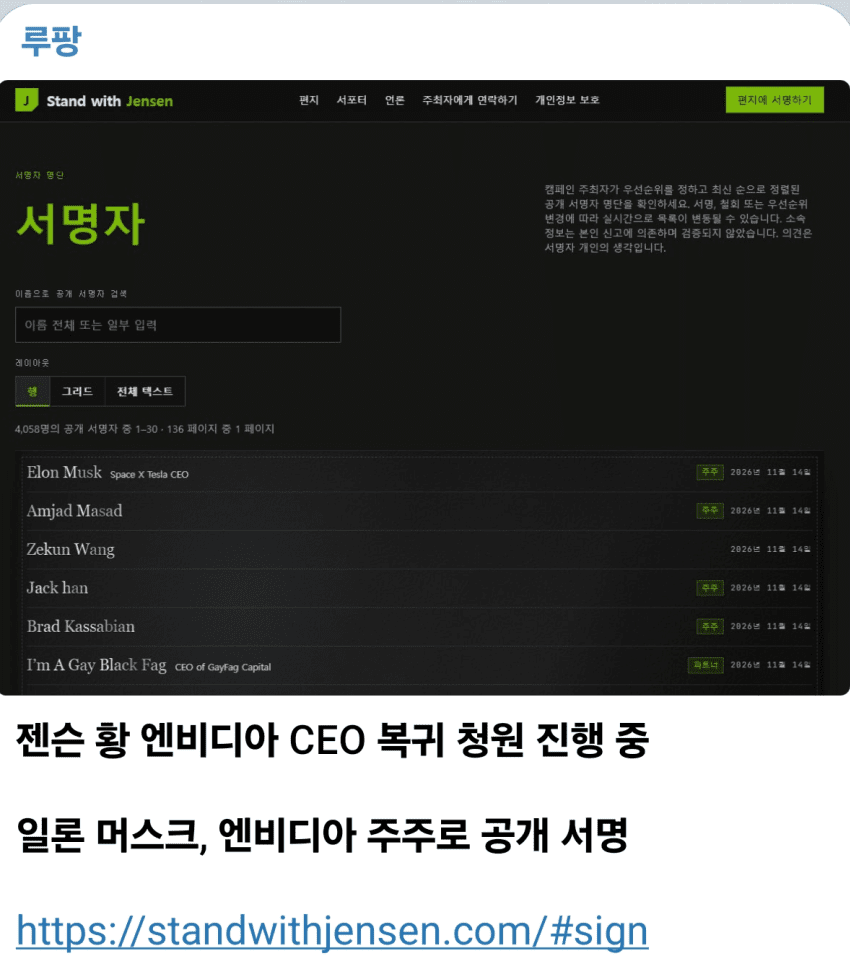 루팡
J Stand with Jensen 편지 서포터 언론 주최자에게 연락하기 개인정보 보호 편지에 서명하기
서명자 명단
서명자
캠페인 주최자가 우선순위를 정하고 최신 순으로 정렬된
공개 서명자 명단을 확인하세요. 서명, 철회 또는 우선순위
변경에 따라 실시간으로 목록이 변동될 수 있습니다. 소속
정보는 본인 신고에 의존하며 검증되지 않았습니다. 의견은
서명자 개인의 생각입니다.
이름으로 공개 서명자 검색
이름 전체 또는 일부 입력
레이아웃
행 그리드 전체 텍스트
4,058명의 공개 서명자 중 1–30 · 136 페이지 중 1 페이지
Elon Musk Space X Tesla CEO 주주 2026년 11월 14일
Amjad Masad 주주 2026년 11월 14일
Zekun Wang 2026년 11월 14일
Jack han 주주 2026년 11월 14일
Brad Kassabian 주주 2026년 11월 14일
I'm A Gay Black Fag CEO of GayFag Capital 파트너 2026년 11월 14일
젠슨 황 엔비디아 CEO 복귀 청원 진행 중
일론 머스크, 엔비디아 주주로 공개 서명
https://standwithjensen.com/#sign